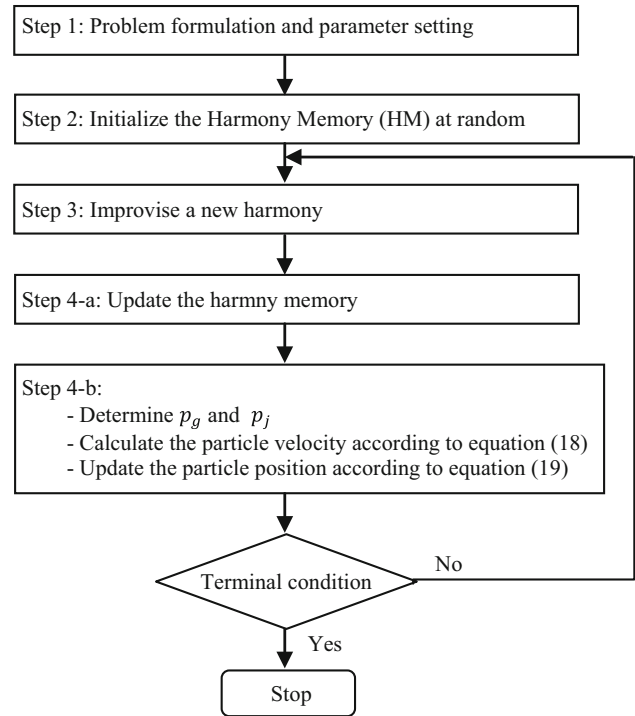 Step 1: Problem formulation and parameter setting
Step 2: Initialize the Harmony Memory (HM) at random
Step 3: Improvise a new harmony
Step 4-a: Update the harmny memory
Step 4-b:
- Determine p_g and p_j
- Calculate the particle velocity according to equation (18)
- Update the particle position according to equation (19)
Terminal condition
No
Yes
Stop